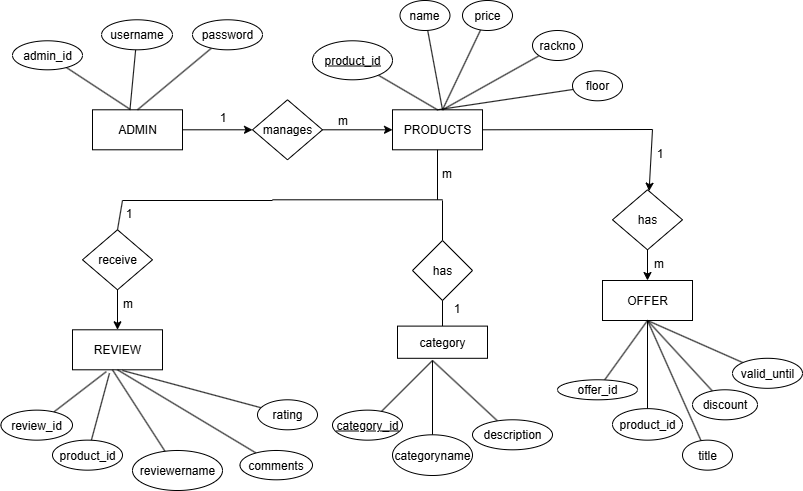 name
price
username
password
rackno
admin_id
product_id
floor
ADMIN
1
manages
m
PRODUCTS
1
m
1
has
receive
has
m
m
1
OFFER
REVIEW
category
valid_until
offer_id
discount
rating
review_id
category_id
product_id
description
product_id
categoryname
title
reviewername
comments